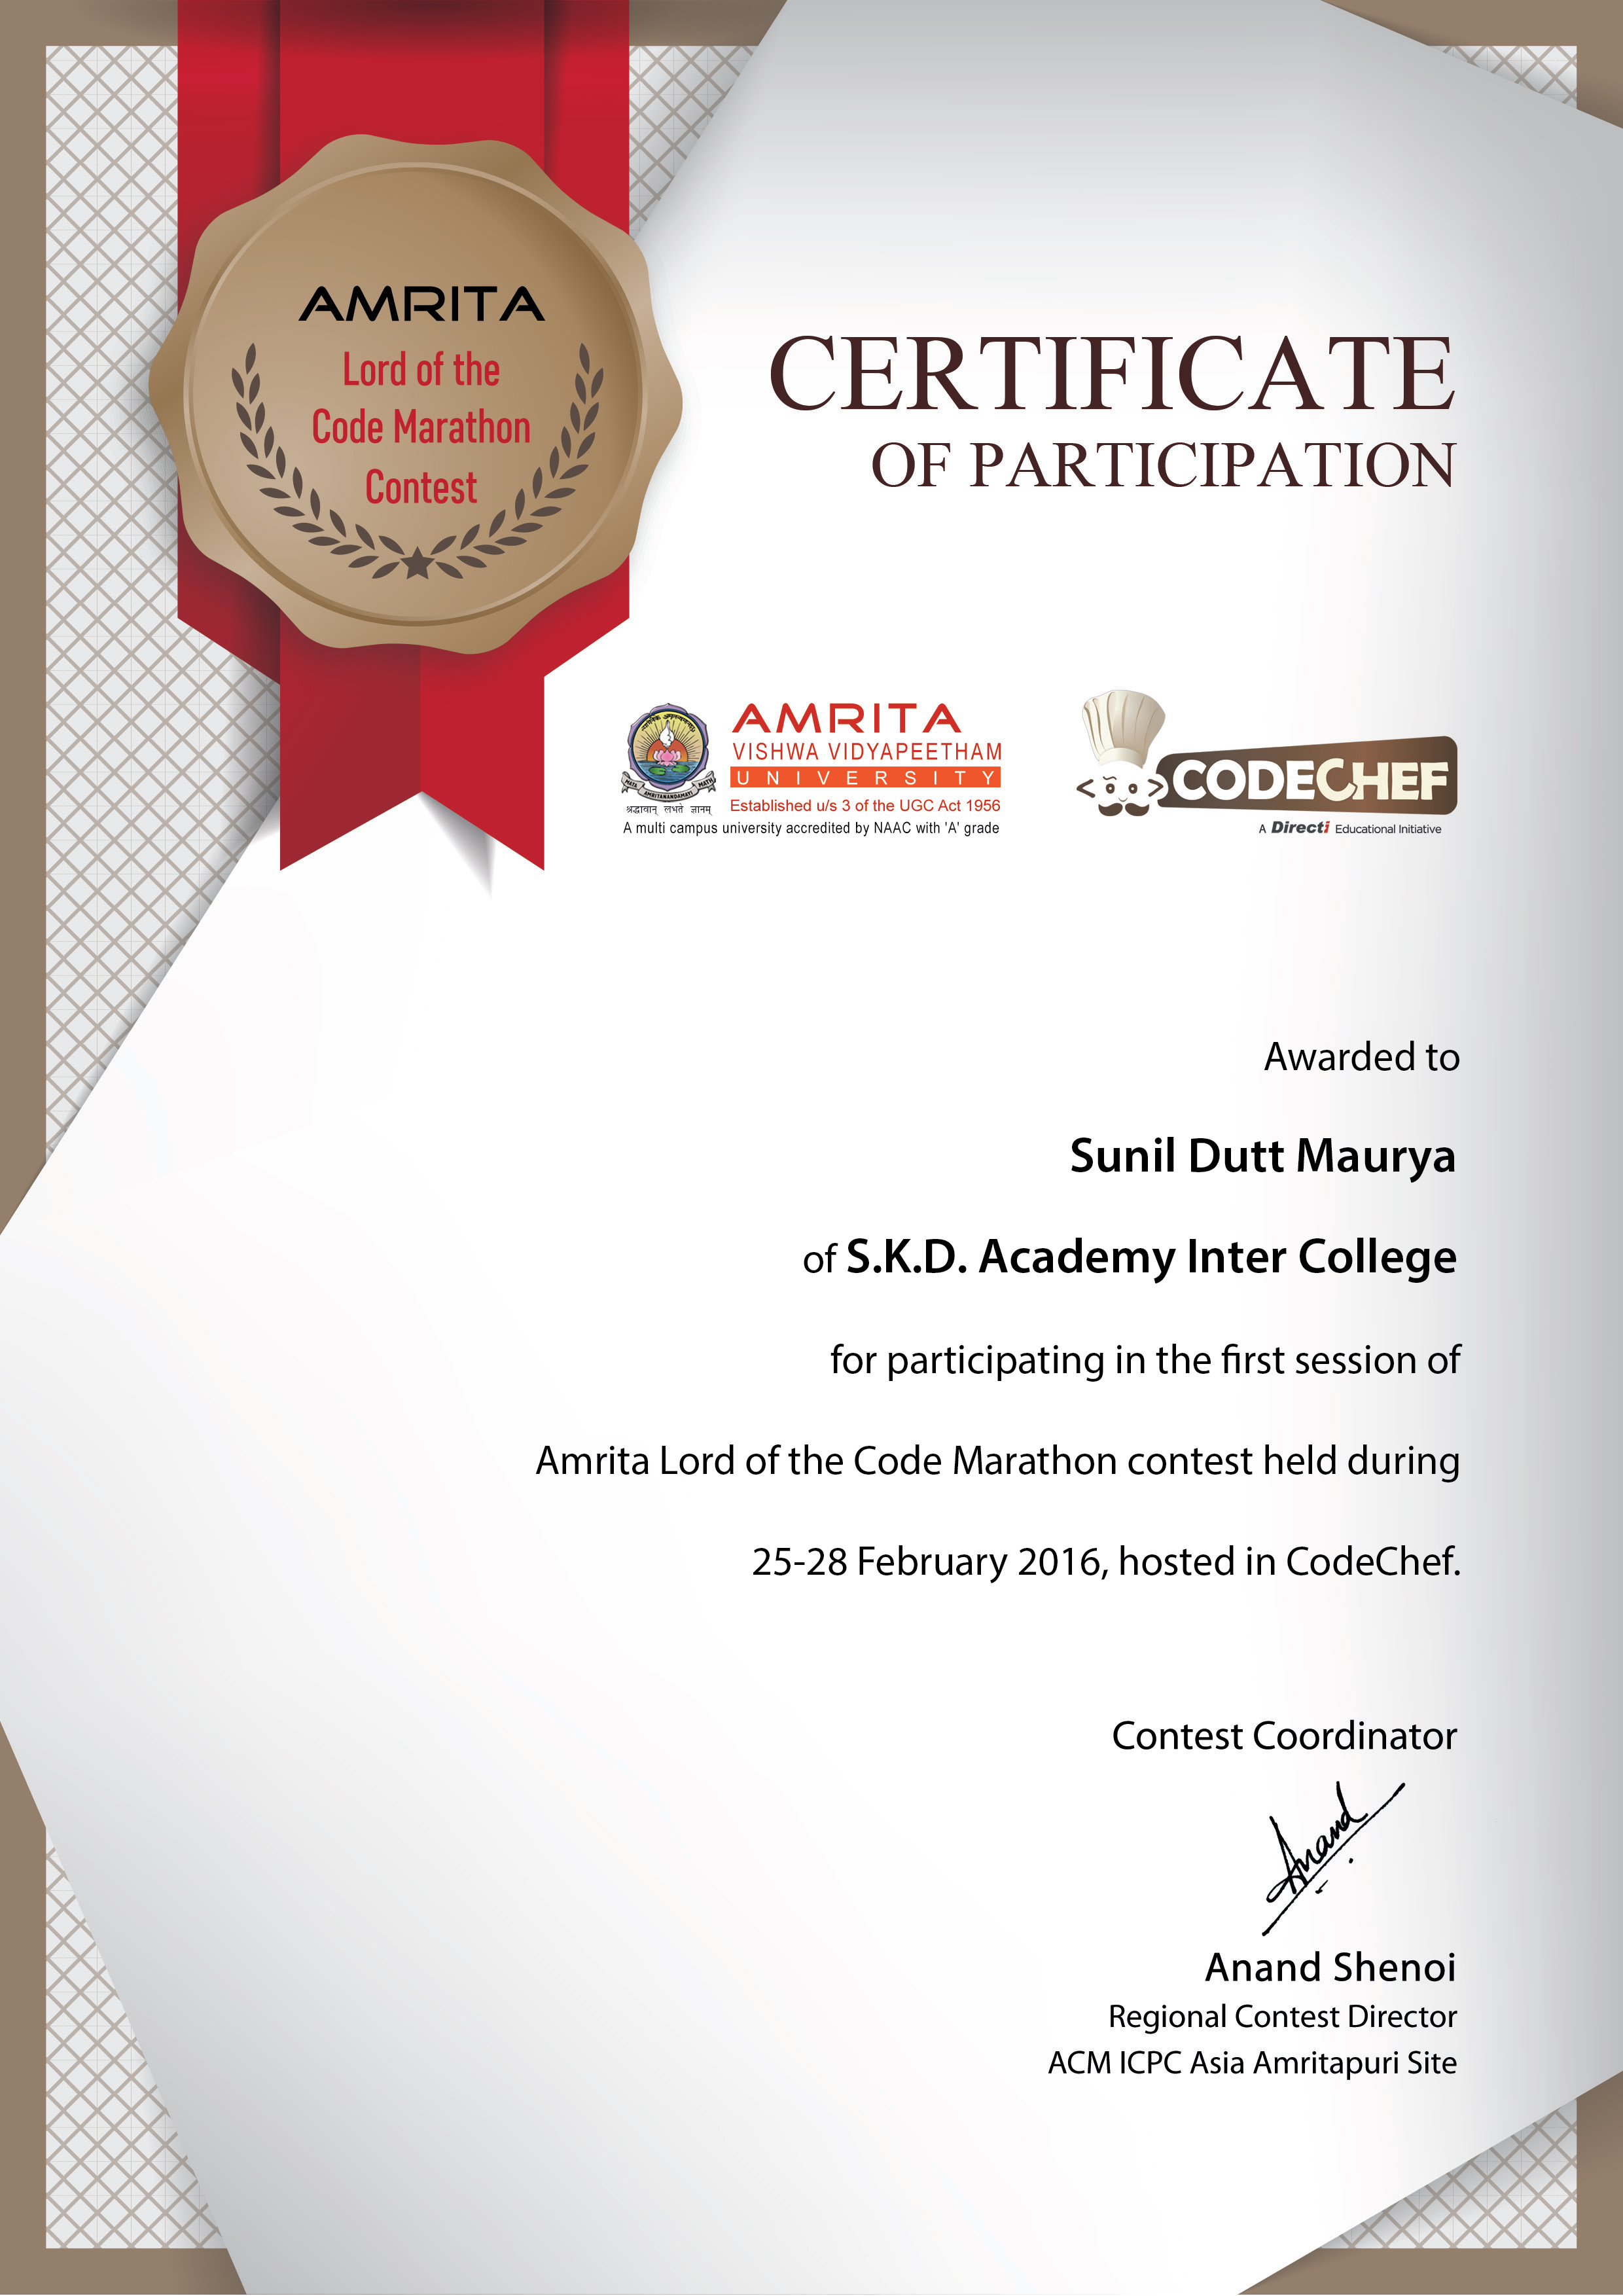 AMRITA
Lord of the
Code Marathon
Contest
CERTIFICATE
OF PARTICIPATION
AMRITA
VISHWA VIDYAPEETHAM
UNIVERSITY
Established u/s 3 of the UGC Act 1956
MATA AMRITANANDAMAYI MATH
श्रद्धावान् लभते ज्ञानम्
A multi campus university accredited by NAAC with 'A' grade
CODECHEF
A Directi Educational Initiative
Awarded to
Sunil Dutt Maurya
of S.K.D. Academy Inter College
for participating in the first session of
Amrita Lord of the Code Marathon contest held during
25-28 February 2016, hosted in CodeChef.
Contest Coordinator
Anand
Anand Shenoi
Regional Contest Director
ACM ICPC Asia Amritapuri Site